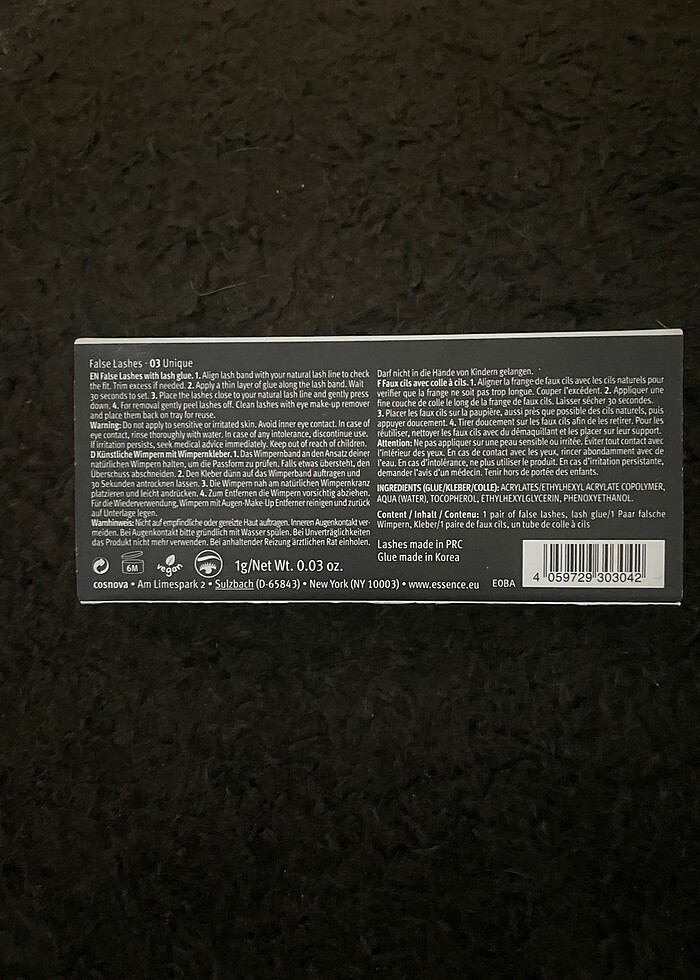 False Lashes - 03 Unique
EN False Lashes with lash glue. 1. Align lash band with your natural lash line to check
the fit. Trim excess if needed. 2. Apply a thin layer of glue along the lash band. Wait
30 seconds to set. 3. Place the lashes close to your natural lash line and gently press
down. 4. For removal gently peel lashes off. Clean lashes with eye make-up remover
and place them back on tray for reuse.
Warning: Do not apply to sensitive or irritated skin. Avoid inner eye contact. In case of
eye contact, rinse thoroughly with water. In case of any intolerance, discontinue use.
If irritation persists, seek medical advice immediately. Keep out of reach of children.
D Künstliche Wimpern mit Wimpernkleber. 1. Das Wimpernband an den Ansatz deiner
natürlichen Wimpern halten, um die Passform zu prüfen. Falls etwas übersteht, den
Überschuss abschneiden. 2. Den Kleber dünn auf das Wimperband auftragen und
30 Sekunden antrocknen lassen. 3. Die Wimpern nah am natürlichen Wimpernkranz
platzieren und leicht andrücken. 4. Zum Entfernen die Wimpern vorsichtig abziehen.
Für die Wiederverwendung, Wimpern mit Augen-Make-Up Entferner reinigen und zurück
auf Unterlage legen.
Warnhinweis: Nicht auf empfindliche oder gereizte Haut auftragen. Inneren Augenkontakt ver-
meiden. Bei Augenkontakt bitte gründlich mit Wasser spülen. Bei Unverträglichkeiten
das Produkt nicht mehr verwenden. Bei anhaltender Reizung ärztlichen Rat einholen.
Darf nicht in die Hände von Kindern gelangen.
F Faux cils avec colle à cils. 1. Aligner la frange de faux cils avec les cils naturels pour
verifier que la frange ne soit pas trop longue. Couper l'excédent. 2. Appliquer une
fine couche de colle le long de la frange de faux cils. Laisser sécher 30 secondes.
3. Placer les faux cils sur la paupière, aussi près que possible des cils naturels, puis
appuyer doucement. 4. Tirer doucement sur les faux cils afin de les retirer. Pour les
réutiliser, nettoyer les faux cils avec du démaquillant et les placer sur leur support.
Attention: Ne pas appliquer sur une peau sensible ou irritée. Éviter tout contact avec
l'intérieur des yeux. En cas de contact avec les yeux, rincer abondamment avec de
l'eau. En cas d'intolérance, ne plus utiliser le produit. En cas d'irritation persistante,
demander l'avis d'un médecin. Tenir hors de portée des enfants.
INGREDIENTS (GLUE/KLEBER/COLLE): ACRYLATES/ETHYLHEXYL ACRYLATE COPOLYMER,
AQUA (WATER), TOCOPHEROL, ETHYLHEXYLGLYCERIN, PHENOXYETHANOL.
Content / Inhalt / Contenu: 1 pair of false lashes, lash glue/1 Paar falsche
Wimpern, Kleber/1 paire de faux cils, un tube de colle à cils
Lashes made in PRC
Glue made in Korea
6M
vegan
1g/Net Wt. 0.03 oz.
cosnova • Am Limespark 2 • Sulzbach (D-65843) • New York (NY 10003) • www.essence.eu
E0BA
4 059729 303042